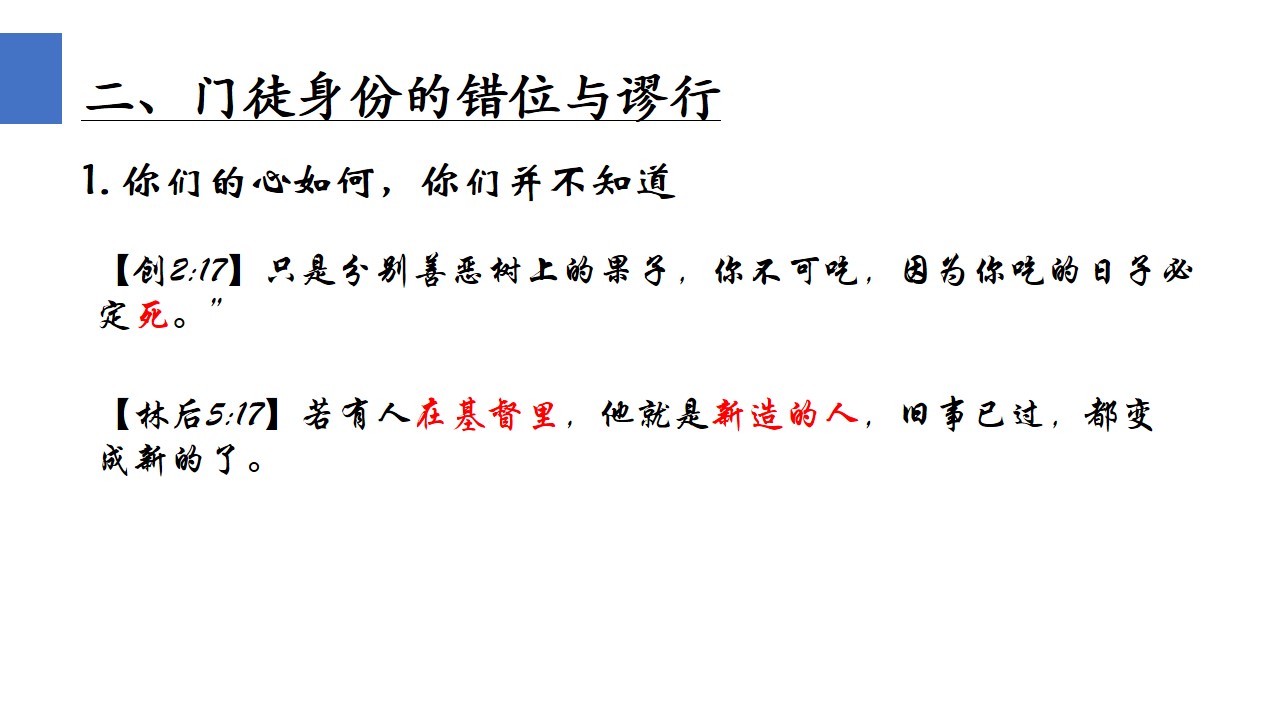 二、门徒身份的错位与谬行
1. 你们的心如何，你们并不知道
【创2:17】只是分别善恶树上的果子，你不可吃，因为你吃的日子必
定死。”
【林后5:17】若有人在基督里，他就是新造的人，旧事已过，都变
成新的了。